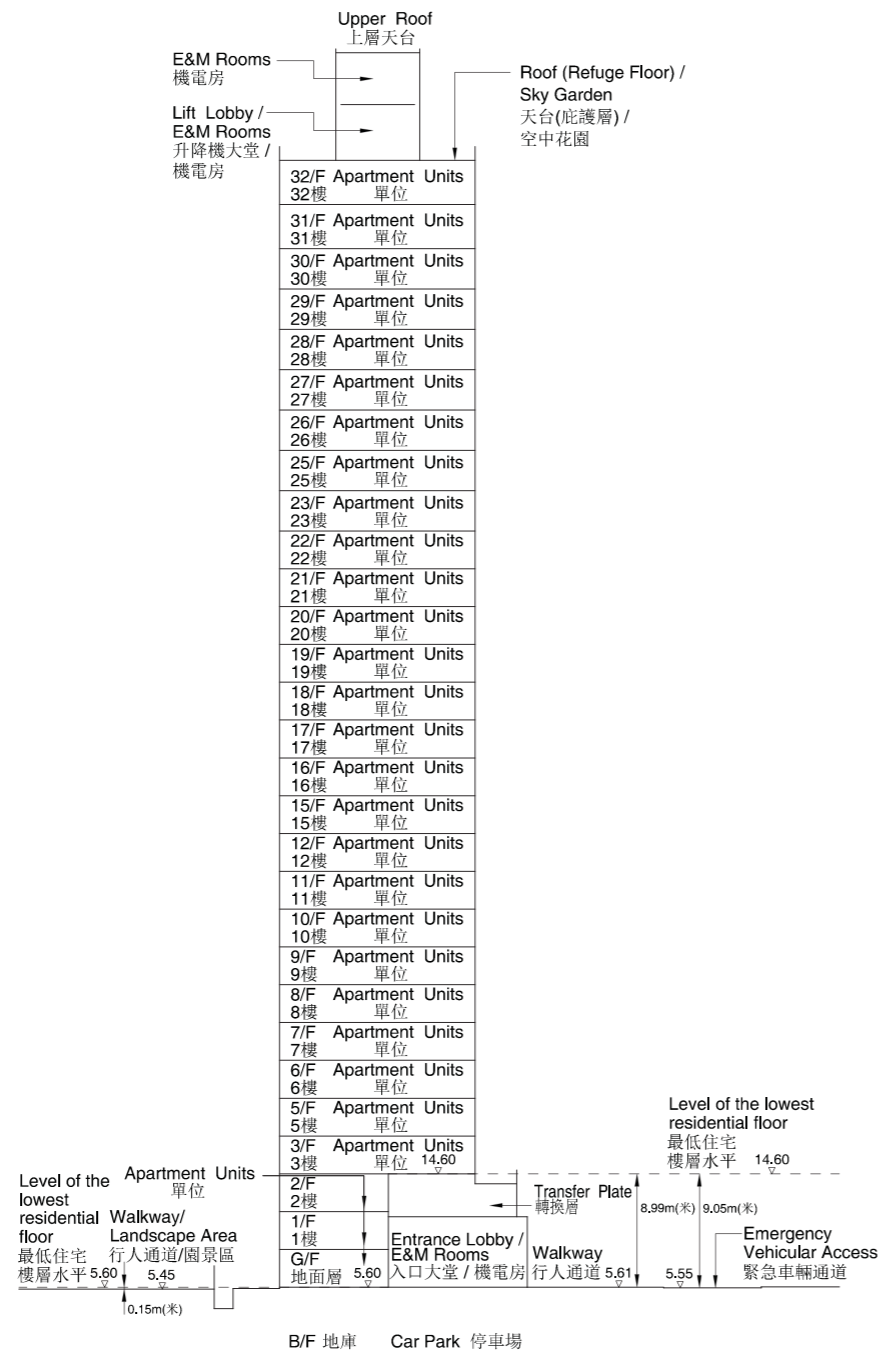 Upper Roof
上層天台
E&M Rooms
機電房
Roof (Refuge Floor) /
Sky Garden
天台(庇護層) /
空中花園
Lift Lobby /
E&M Rooms
升降機大堂 /
機電房
32/F Apartment Units
32樓 單位
31/F Apartment Units
31樓 單位
30/F Apartment Units
30樓 單位
29/F Apartment Units
29樓 單位
28/F Apartment Units
28樓 單位
27/F Apartment Units
27樓 單位
26/F Apartment Units
26樓 單位
25/F Apartment Units
25樓 單位
23/F Apartment Units
23樓 單位
22/F Apartment Units
22樓 單位
21/F Apartment Units
21樓 單位
20/F Apartment Units
20樓 單位
19/F Apartment Units
19樓 單位
18/F Apartment Units
18樓 單位
17/F Apartment Units
17樓 單位
16/F Apartment Units
16樓 單位
15/F Apartment Units
15樓 單位
12/F Apartment Units
12樓 單位
11/F Apartment Units
11樓 單位
10/F Apartment Units
10樓 單位
9/F Apartment Units
9樓 單位
8/F Apartment Units
8樓 單位
7/F Apartment Units
7樓 單位
6/F Apartment Units
6樓 單位
5/F Apartment Units
5樓 單位
3/F Apartment Units
3樓 單位 14.60
Level of the lowest
residential floor
最低住宅
樓層水平 14.60
Apartment Units
單位
2/F
2樓
1/F
1樓
G/F
地面層 5.60
Transfer Plate
轉換層
8.99m(米) 9.05m(米)
Level of the
lowest
residential
floor
最低住宅
樓層水平 5.60
Walkway/
Landscape Area
行人通道/園景區
5.45
0.15m(米)
Entrance Lobby /
E&M Rooms
入口大堂 / 機電房
Walkway
行人通道 5.61
5.55
Emergency
Vehicular Access
緊急車輛通道
B/F 地庫 Car Park 停車場